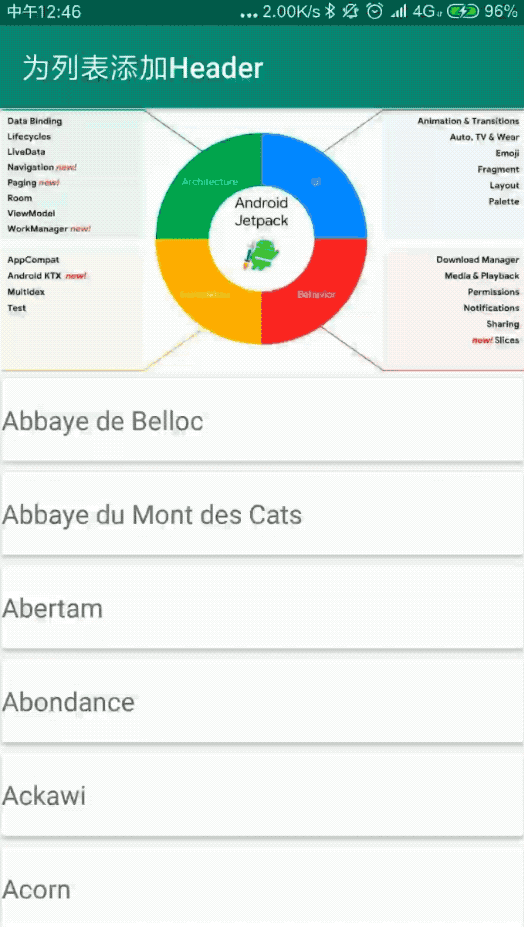 中午12:46
... 2.00K/s 4G 96%
为列表添加Header
Data Binding
Lifecycles
LiveData
Navigation new!
Paging new!
Room
ViewModel
WorkManager new!
Animation & Transitions
Auto, TV & Wear
Emoji
Fragment
Layout
Palette
Architecture
UI
Android
Jetpack
Behavior
AppCompat
Android KTX new!
Multidex
Test
Download Manager
Media & Playback
Permissions
Notifications
Sharing
new! Slices
Abbaye de Belloc
Abbaye du Mont des Cats
Abertam
Abondance
Ackawi
Acorn